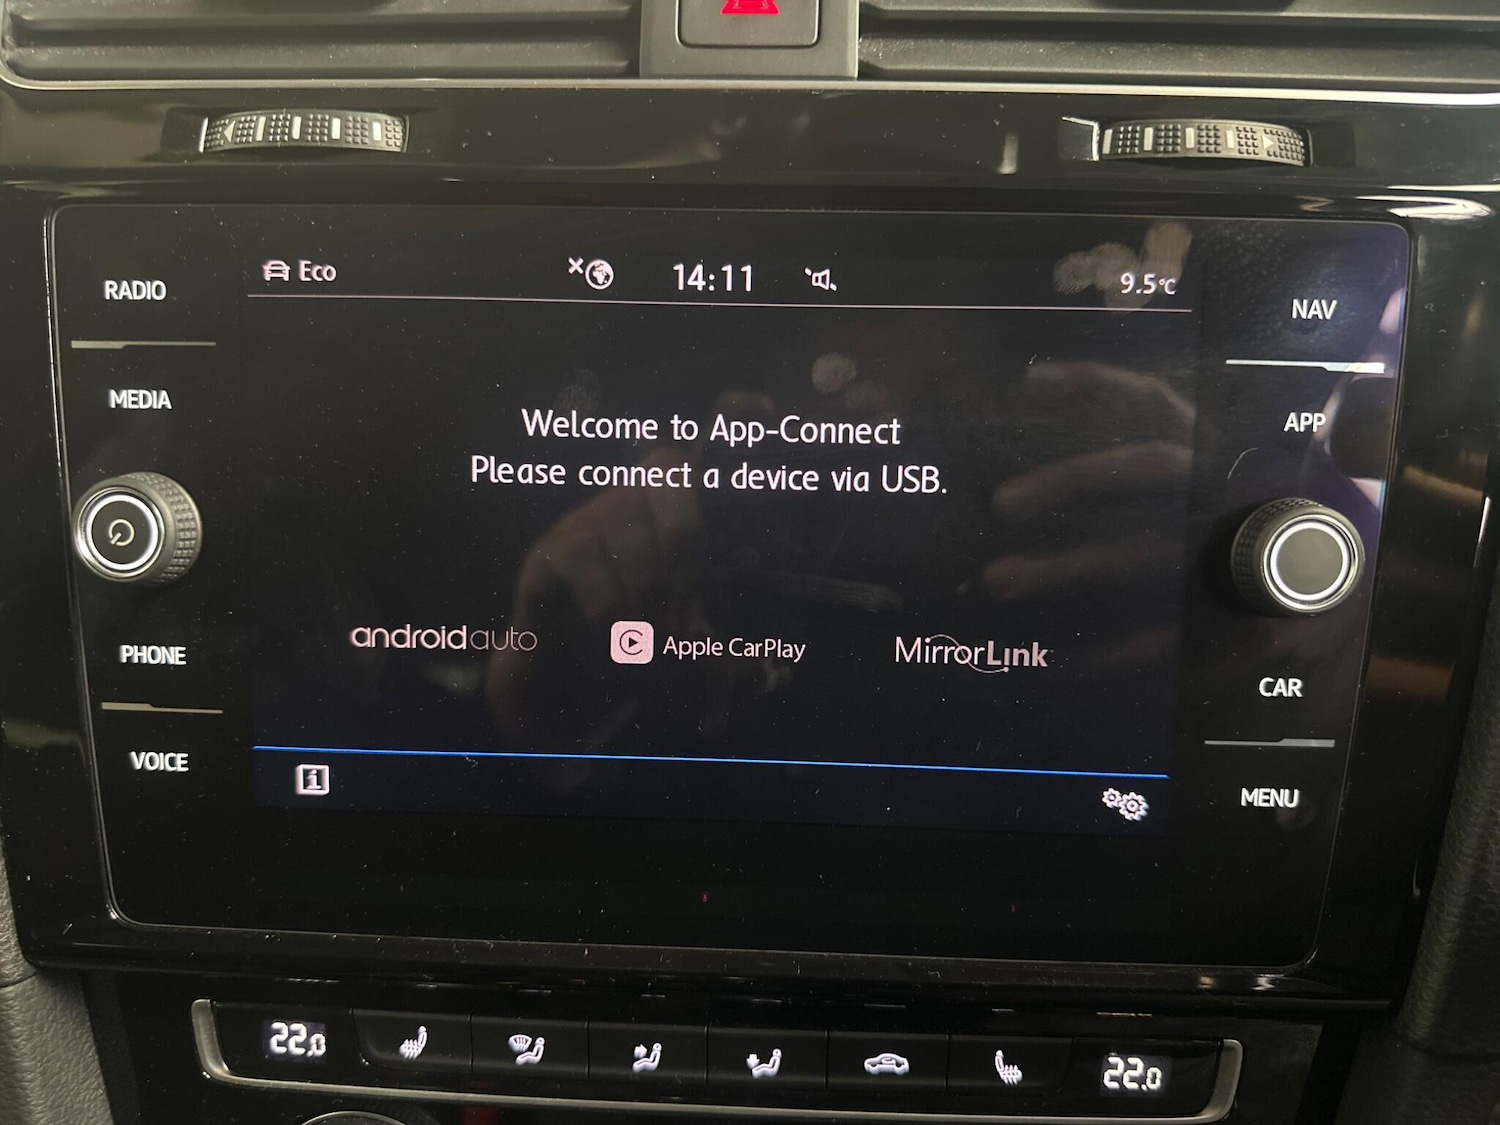 RADIO
MEDIA
PHONE
VOICE
Eco
14:11
9.5°C
Welcome to App-Connect
Please connect a device via USB.
androidauto
Apple CarPlay
MirrorLink
i
NAV
APP
CAR
MENU
22.0
22.0